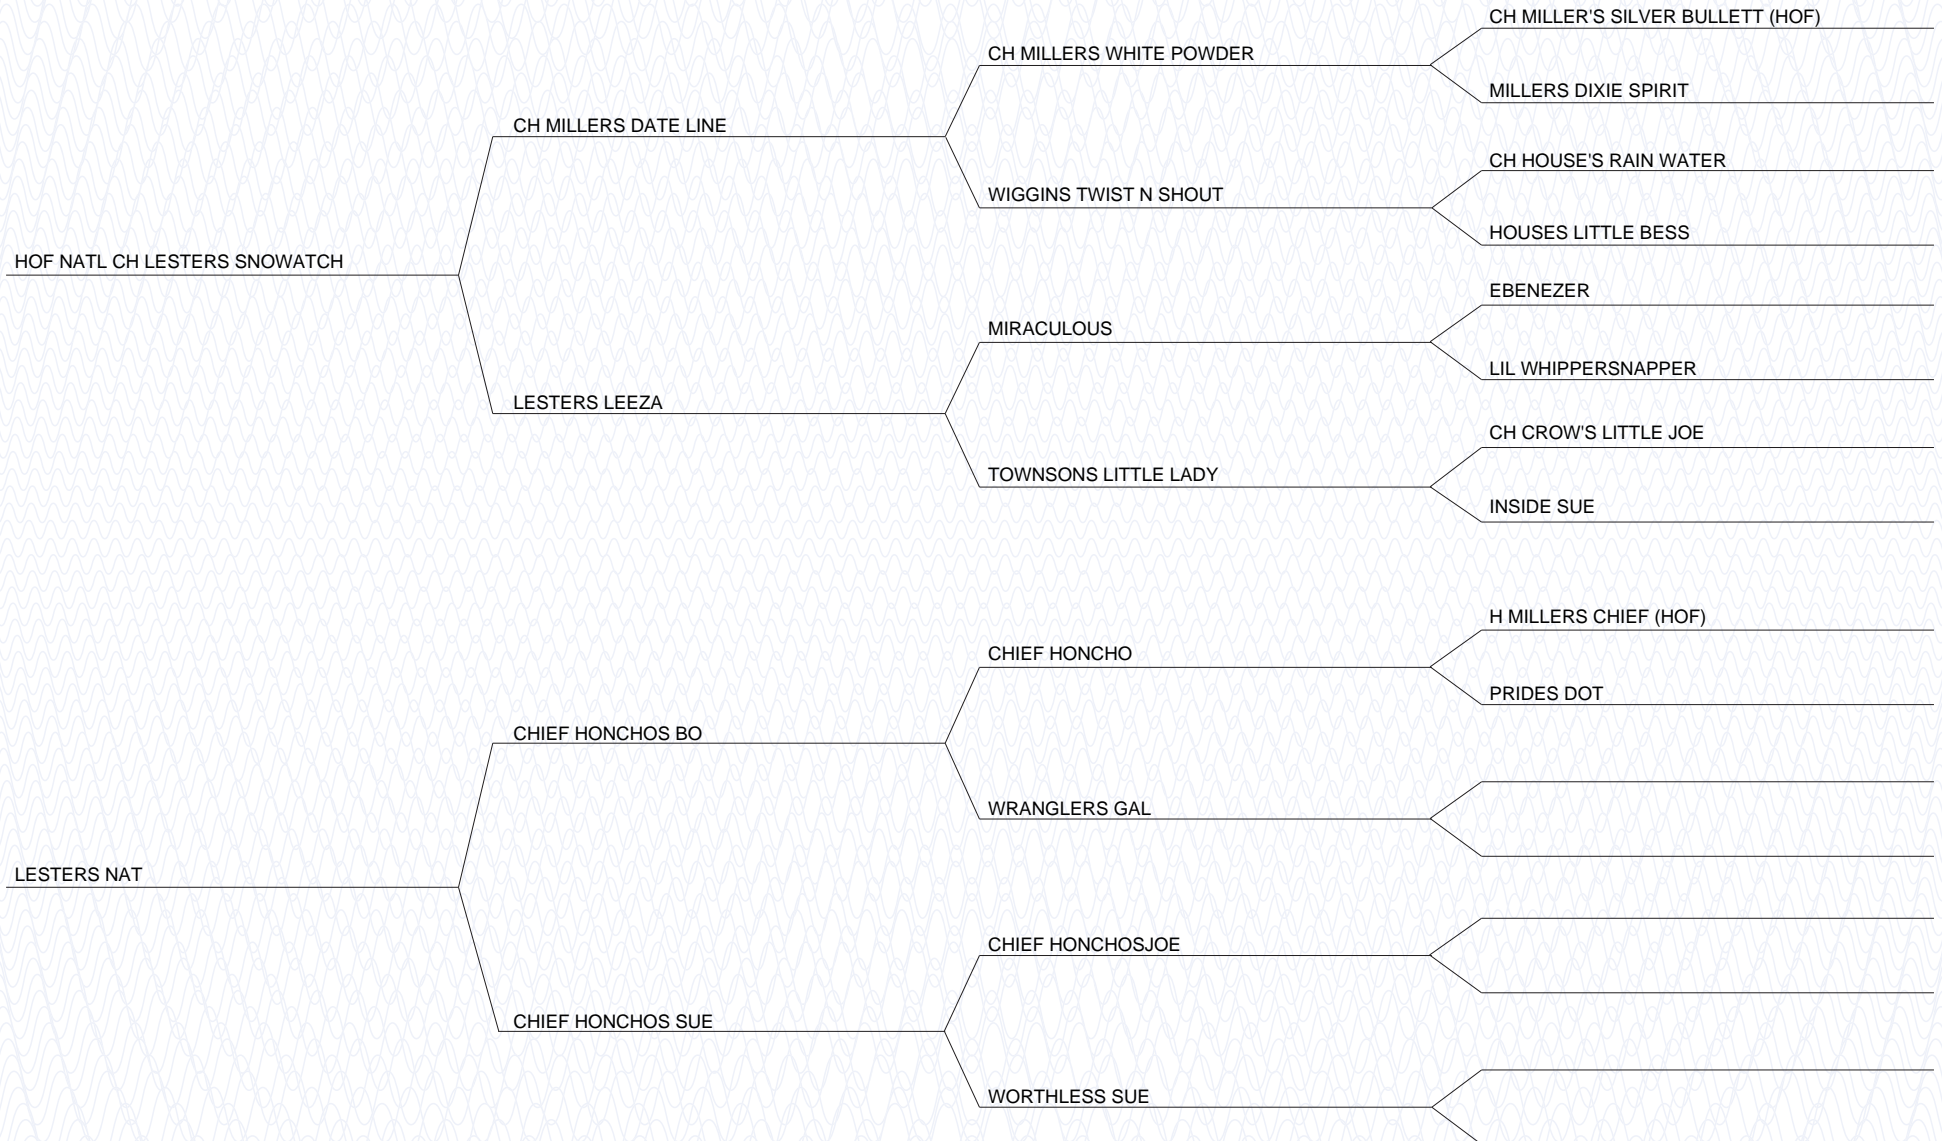 CH MILLER'S SILVER BULLETT (HOF)
CH MILLERS WHITE POWDER
MILLERS DIXIE SPIRIT
CH MILLERS DATE LINE
CH HOUSE'S RAIN WATER
WIGGINS TWIST N SHOUT
HOUSES LITTLE BESS
HOF NATL CH LESTERS SNOWATCH
EBENEZER
MIRACULOUS
LIL WHIPPERSNAPPER
LESTERS LEEZA
CH CROW'S LITTLE JOE
TOWNSONS LITTLE LADY
INSIDE SUE
H MILLERS CHIEF (HOF)
CHIEF HONCHO
PRIDES DOT
CHIEF HONCHOS BO
WRANGLERS GAL
LESTERS NAT
CHIEF HONCHOSJOE
CHIEF HONCHOS SUE
WORTHLESS SUE